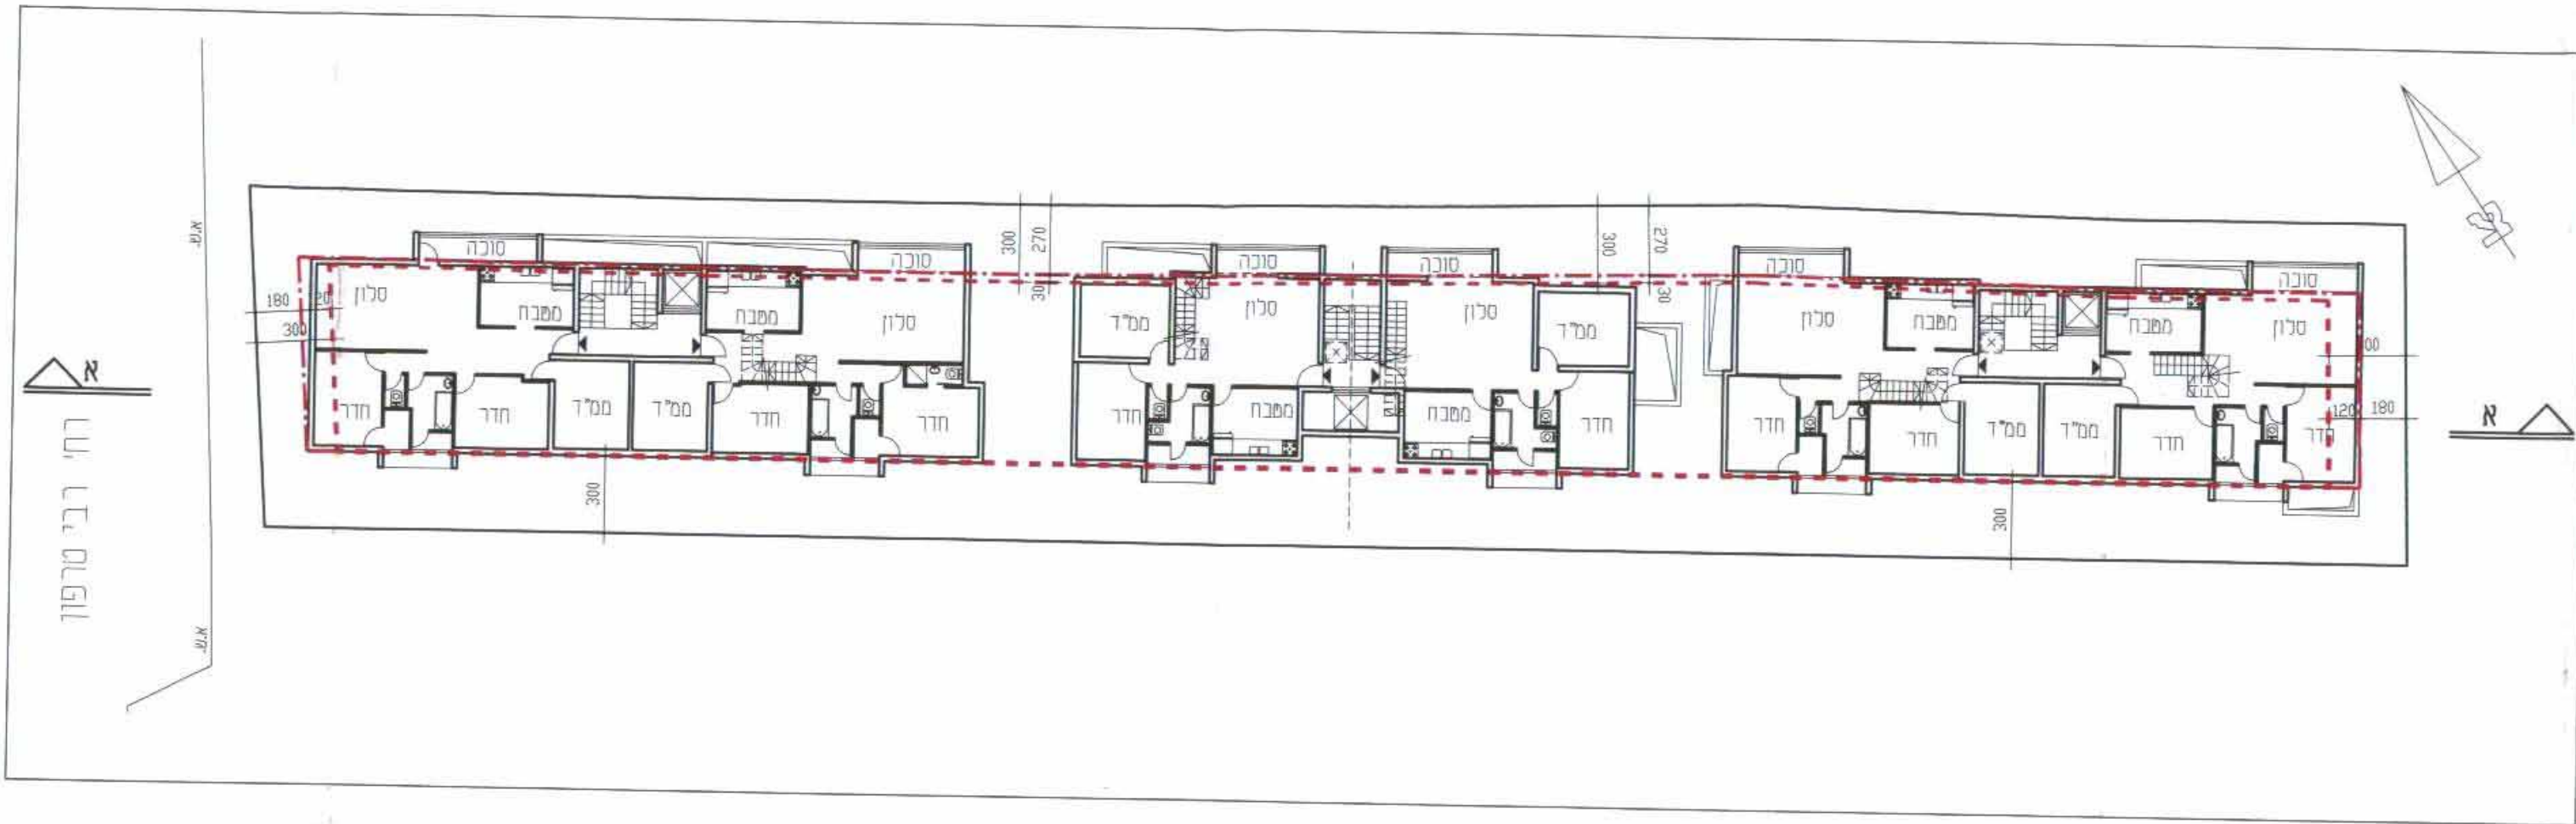 רח' רבי טרפון
א.ש.
א.ש.
א
א
צ
סוכה
סוכה
סוכה
סוכה
סוכה
סוכה
300
270
30
300
270
30
180
300
120
180
300
300
סלון
מטבח
מטבח
סלון
חדר
חדר
ממ"ד
ממ"ד
חדר
חדר
ממ"ד
סלון
סלון
ממ"ד
חדר
מטבח
מטבח
חדר
סלון
מטבח
מטבח
סלון
חדר
חדר
ממ"ד
ממ"ד
חדר
חדר